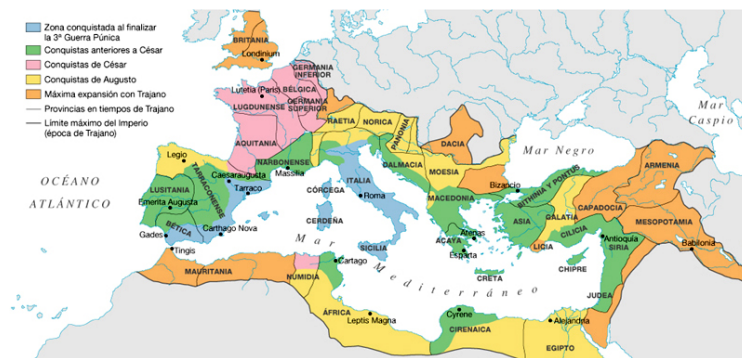 Zona conquistada al finalizar
la 3ª Guerra Púnica
Conquistas anteriores a César
Conquistas de César
Conquistas de Augusto
Máxima expansión con Trajano
Provincias en tiempos de Trajano
Límite máximo del Imperio
(época de Trajano)
BRITANIA
Londinium
GERMANIA
INFERIOR
Lutetia (Paris)
BÉLGICA
LUGDUNENSE
GERMANIA
SUPERIOR
AQUITANIA
RAETIA
NORICA
PANONIA
DACIA
Mar
Caspio
Mar Negro
OCÉANO
ATLÁNTICO
Legio
TARRACONENSE
NARBONENSE
Massilia
Caesaraugusta
Tarraco
LUSITANIA
Emerita Augusta
BÉTICA
Carthago Nova
Gades
Tingis
CÓRCEGA
ITALIA
Roma
CERDEÑA
SICILIA
DALMACIA
MOESIA
MACEDONIA
Bizancio
BITHINIA Y PONTUS
ARMENIA
GALATIA
CAPADOCIA
ASIA
CILICIA
MESOPOTAMIA
Atenas
ACAYA
Esparta
LICIA
Antioquía
SIRIA
Babilonia
CRETA
CHIPRE
JUDEA
Mar Mediterráneo
MAURITANIA
NUMIDIA
Cartago
ÁFRICA
Leptis Magna
Cyrene
CIRENAICA
Alejandría
EGIPTO